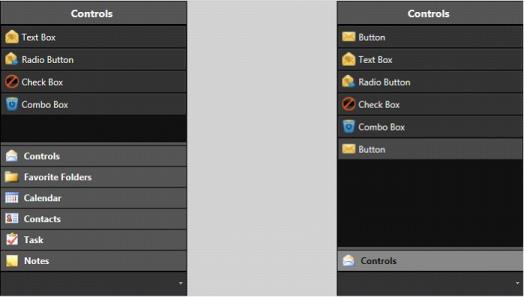 Controls
Text Box
Radio Button
Check Box
Combo Box
Controls
Favorite Folders
Calendar
Contacts
Task
Notes
Controls
Button
Text Box
Radio Button
Check Box
Combo Box
Button
Controls